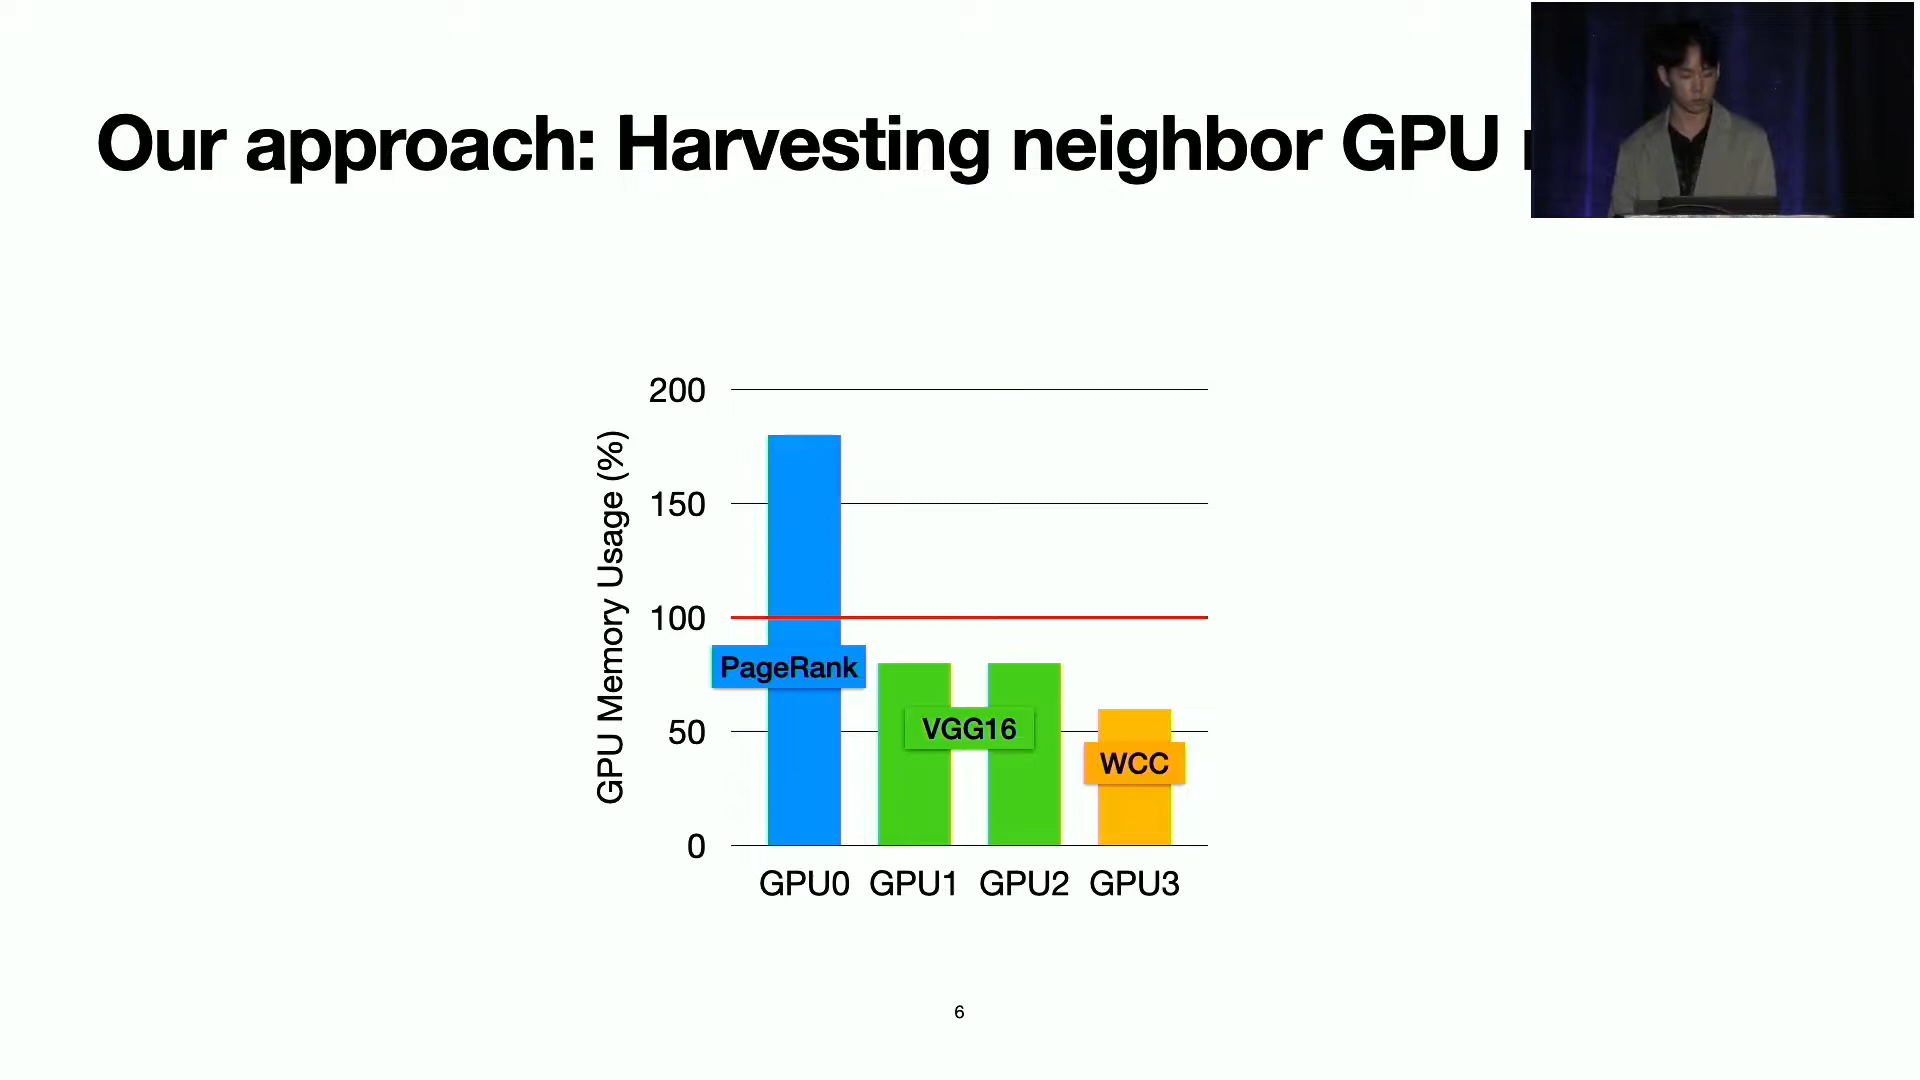 Our approach: Harvesting neighbor GPU
200
150
100
50
0
GPU Memory Usage (%)
PageRank
VGG16
WCC
GPU0 GPU1 GPU2 GPU3
6